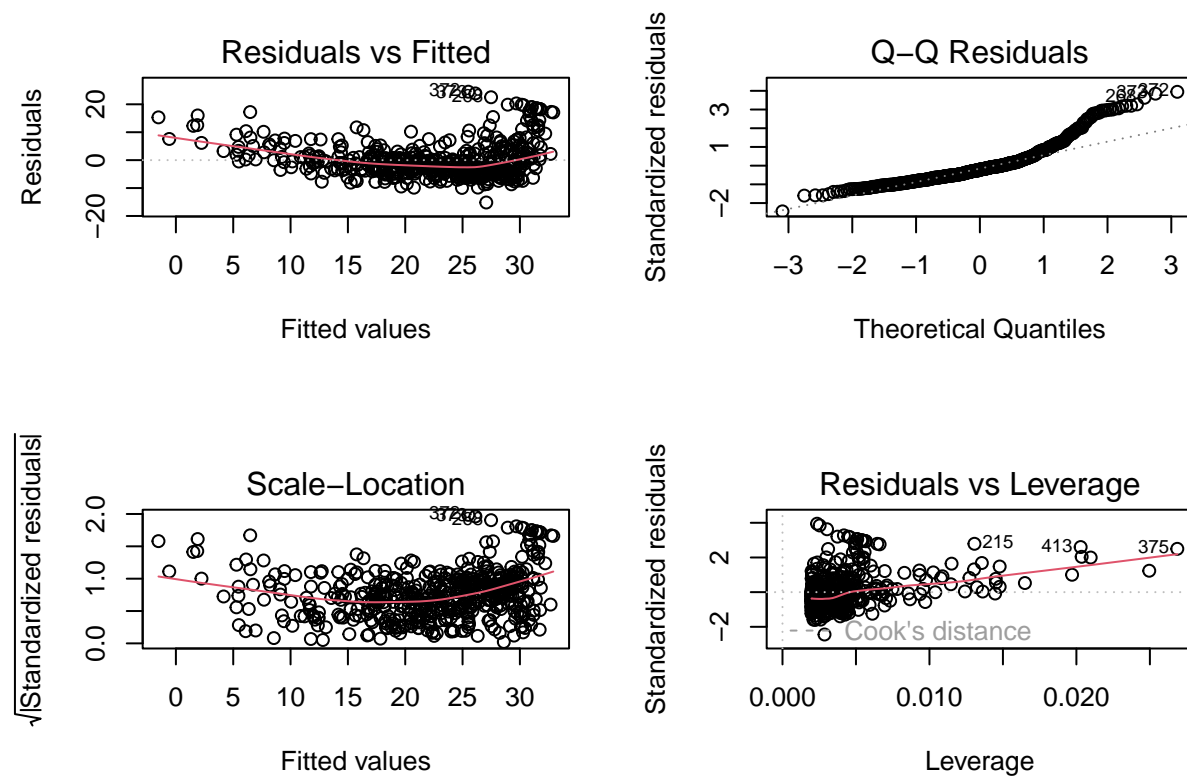 Residuals vs Fitted
Residuals
20
0
−20
372
0 5 10 15 20 25 30
Fitted values
Q−Q Residuals
Standardized residuals
3
1
−2
372
−3 −2 −1 0 1 2 3
Theoretical Quantiles
Scale−Location
√|Standardized residuals|
2.0
1.0
0.0
372
0 5 10 15 20 25 30
Fitted values
Residuals vs Leverage
Standardized residuals
2
−2
215
413
375
Cook's distance
0.000 0.010 0.020
Leverage